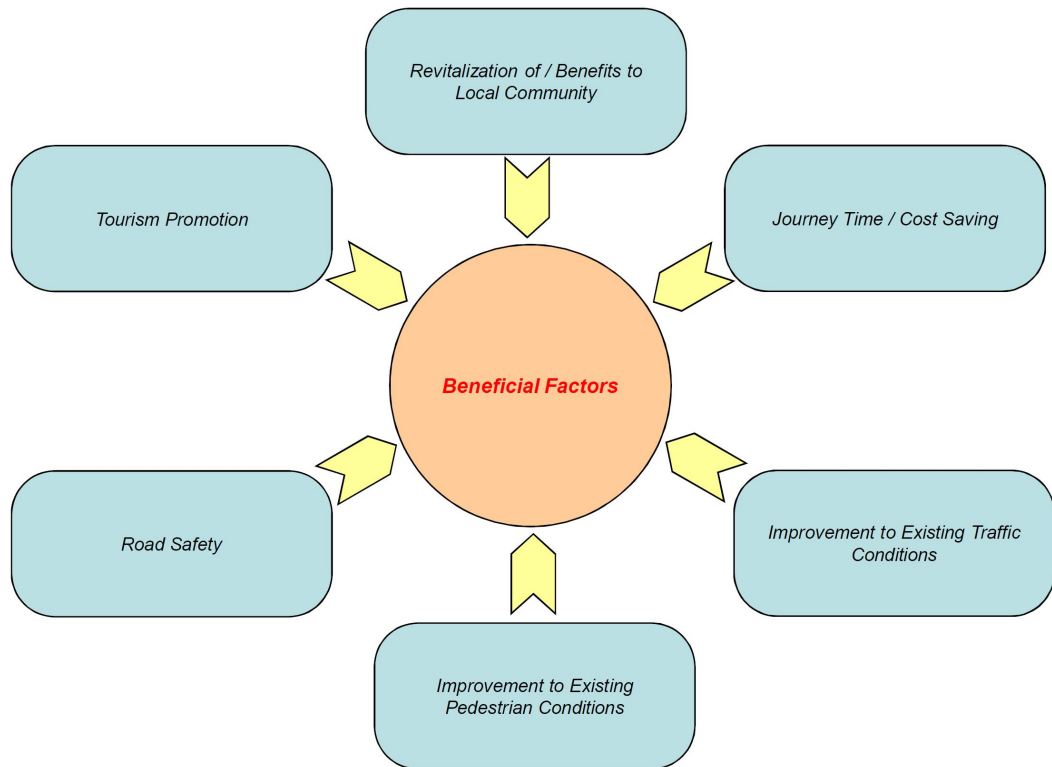 Revitalization of / Benefits to
Local Community
Tourism Promotion
Journey Time / Cost Saving
Beneficial Factors
Road Safety
Improvement to Existing Traffic
Conditions
Improvement to Existing
Pedestrian Conditions